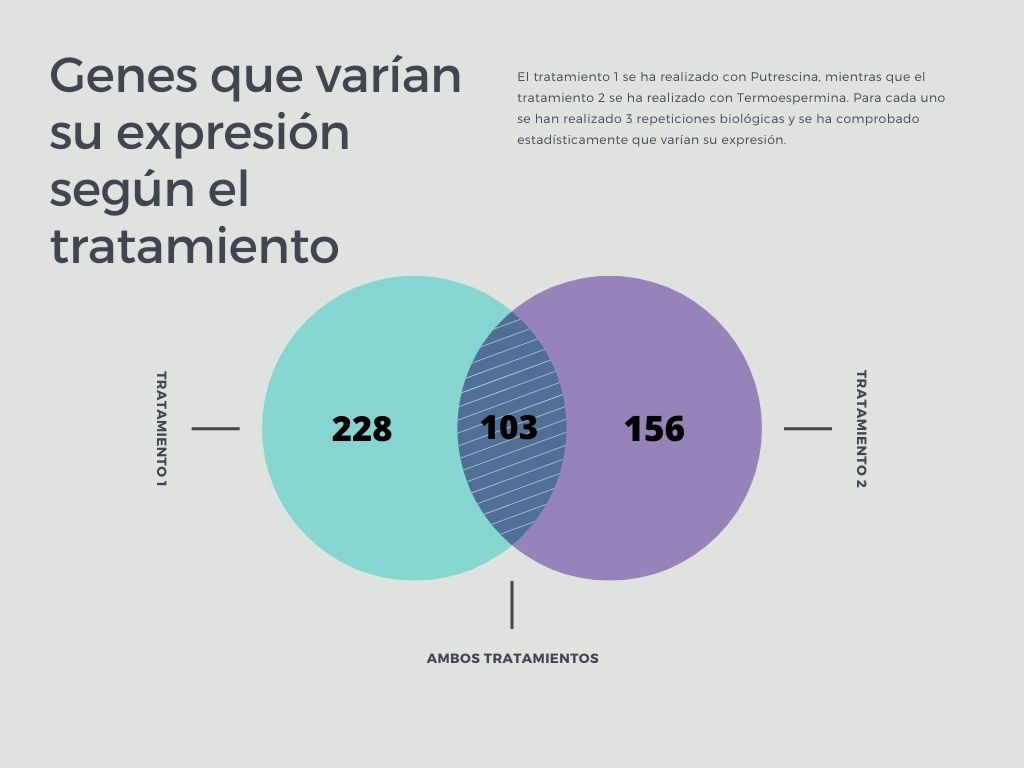 Genes que varían
su expresión
según el
tratamiento
El tratamiento 1 se ha realizado con Putrescina, mientras que el
tratamiento 2 se ha realizado con Termoespermina. Para cada uno
se han realizado 3 repeticiones biológicas y se ha comprobado
estadísticamente que varían su expresión.
TRATAMIENTO 1
228
103
156
TRATAMIENTO 2
AMBOS TRATAMIENTOS